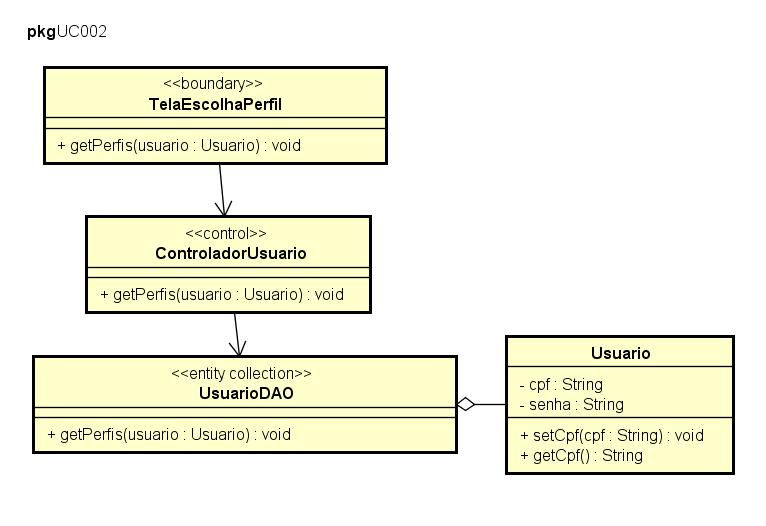 pkgUC002
<<boundary>>
TelaEscolhaPerfil
+ getPerfis(usuario : Usuario) : void
<<control>>
ControladorUsuario
+ getPerfis(usuario : Usuario) : void
<<entity collection>>
UsuarioDAO
+ getPerfis(usuario : Usuario) : void
Usuario
- cpf : String
- senha : String
+ setCpf(cpf : String) : void
+ getCpf() : String